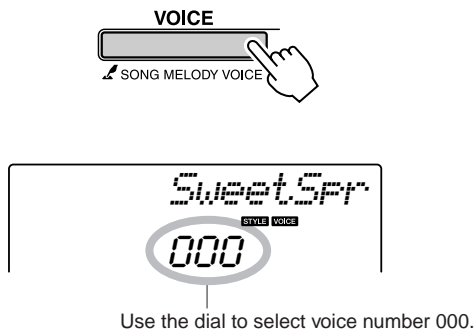 VOICE
SONG MELODY VOICE
SweetSpr
STYLE VOICE
000
Use the dial to select voice number 000.